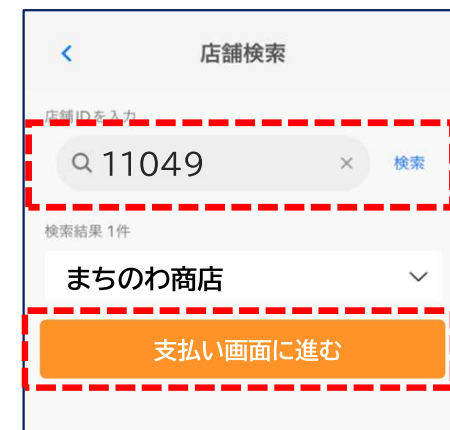 店舗検索
店舗IDを入力
11049
検索
検索結果 1件
まちのわ商店
支払い画面に進む